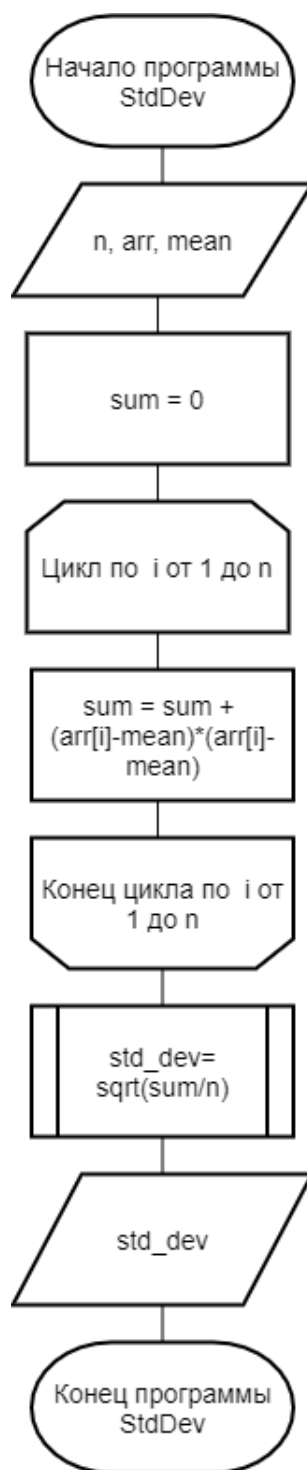 Начало программы
StdDev
n, arr, mean
sum = 0
Цикл по i от 1 до n
sum = sum +
(arr[i]-mean)*(arr[i]-
mean)
Конец цикла по i от
1 до n
std_dev=
sqrt(sum/n)
std_dev
Конец программы
StdDev